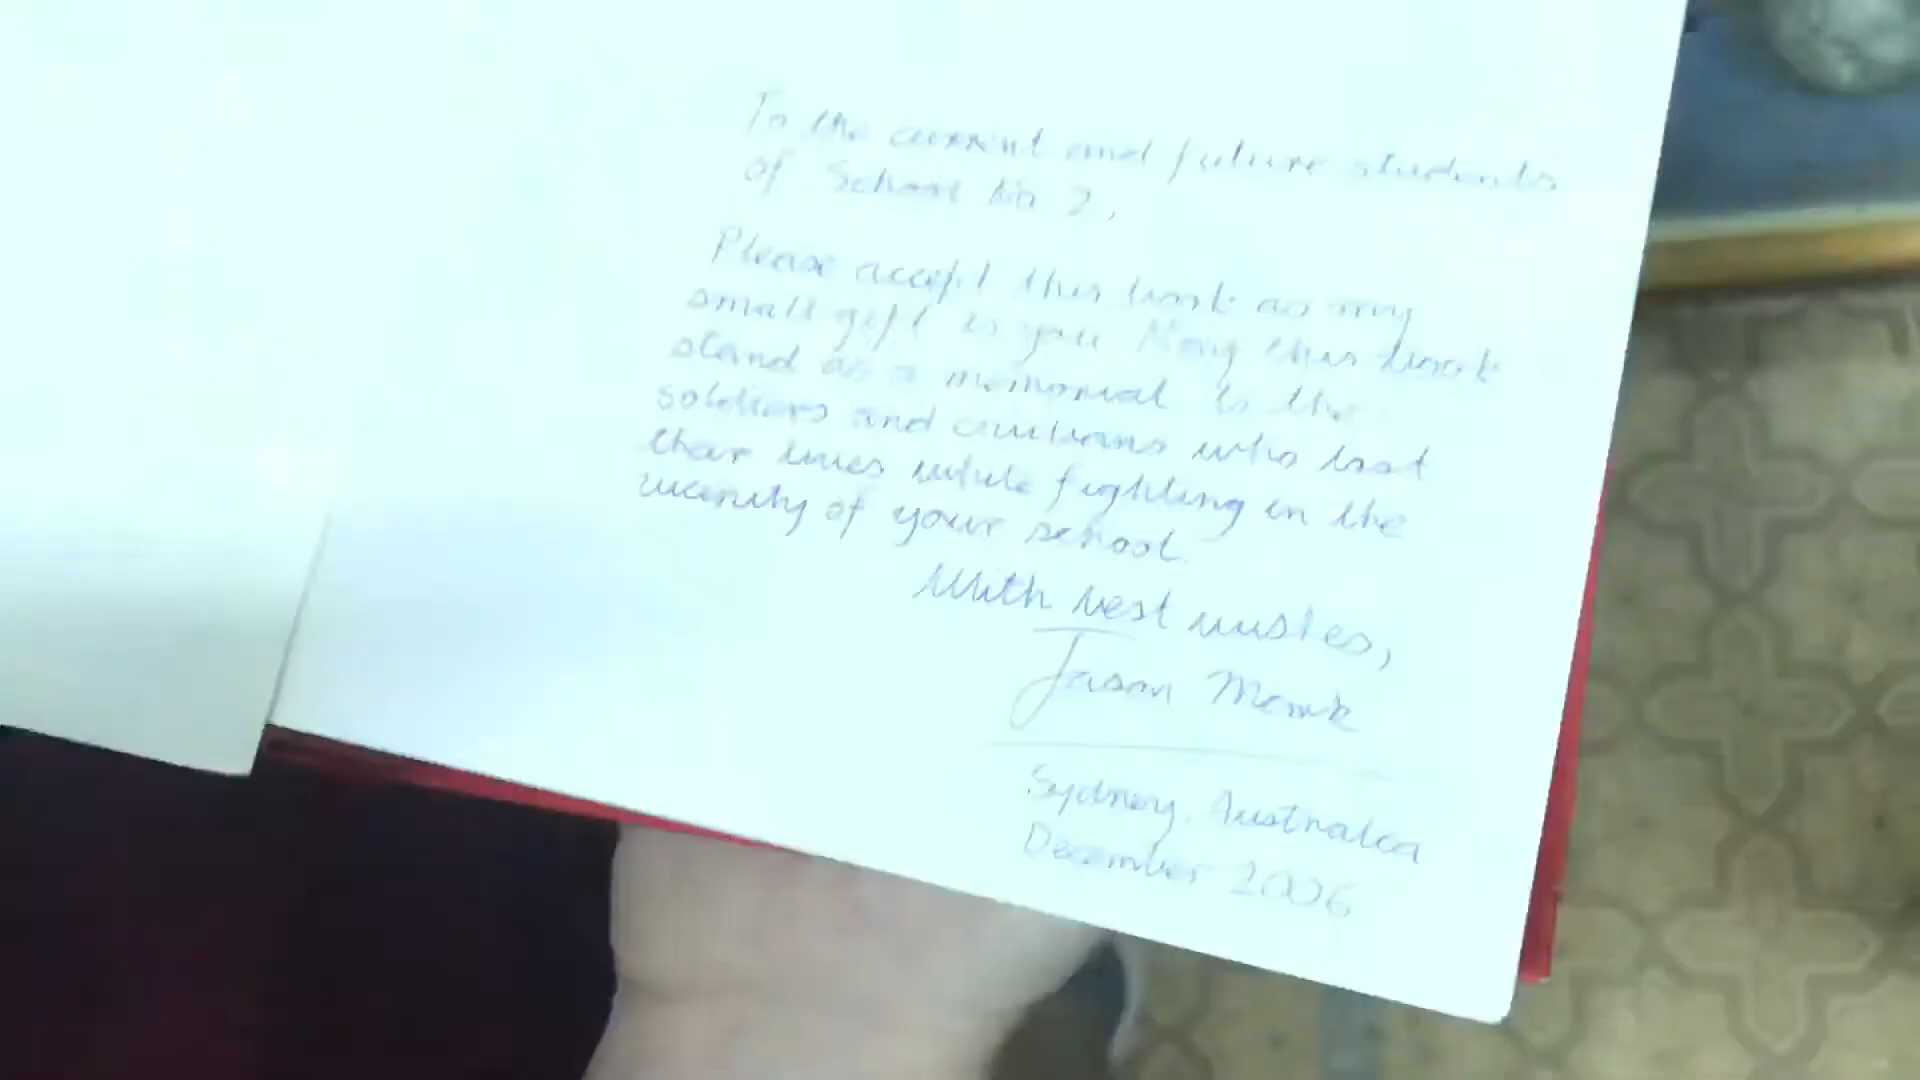 To the current and future students
of School No 2,
Please accept this book as my
small gift to you May this book
stand as a memorial to the
soldiers and civilians who lost
their lives while fighting in the
vicinity of your school.
With best wishes,
Jason Mark
Sydney, Australia
December 2006